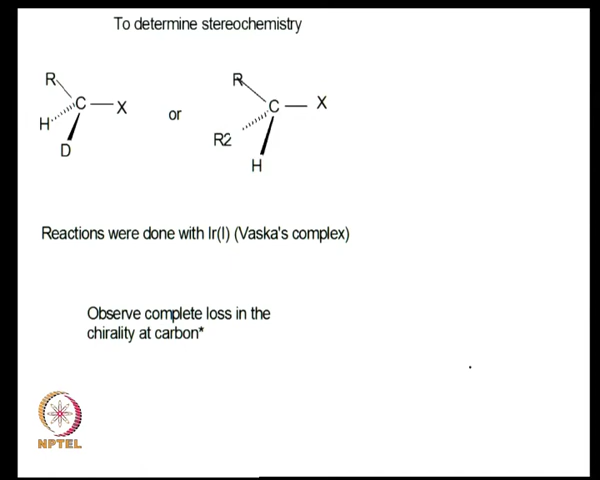 To determine stereochemistry
R
C
X
H
D
or
R
C
X
R2
H
Reactions were done with Ir(I) (Vaska's complex)
Observe complete loss in the
chirality at carbon*
NPTEL